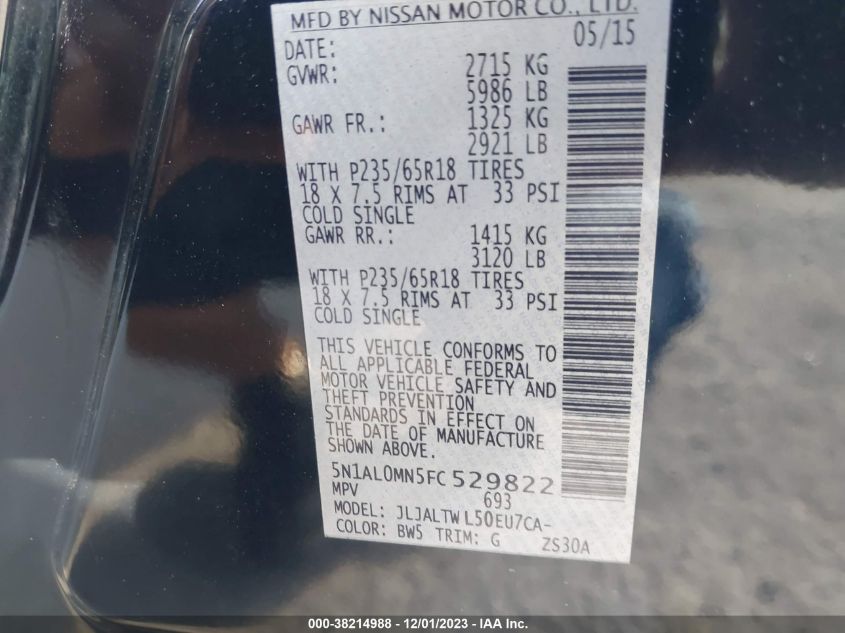 MFD BY NISSAN MOTOR CO., LTD.
DATE: 05/15
GVWR: 2715 KG
5986 LB
GAWR FR.: 1325 KG
2921 LB
WITH P235/65R18 TIRES
18 X 7.5 RIMS AT 33 PSI
COLD SINGLE
GAWR RR.: 1415 KG
3120 LB
WITH P235/65R18 TIRES
18 X 7.5 RIMS AT 33 PSI
COLD SINGLE
THIS VEHICLE CONFORMS TO
ALL APPLICABLE FEDERAL
MOTOR VEHICLE SAFETY AND
THEFT PREVENTION
STANDARDS IN EFFECT ON
THE DATE OF MANUFACTURE
SHOWN ABOVE.
5N1AL0MN5FC529822
MPV 693
MODEL: JLJALTWL50EU7CA-
COLOR: BW5 TRIM: G ZS30A
000-38214988 - 12/01/2023 - IAA Inc.